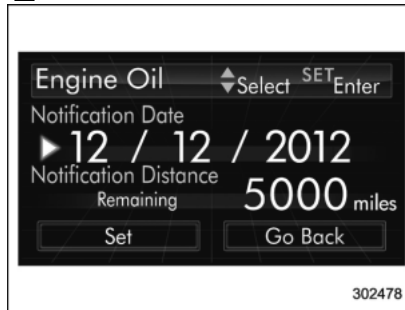 Engine Oil Select SET Enter
Notification Date
12 / 12 / 2012
Notification Distance
Remaining 5000 miles
Set Go Back
302478